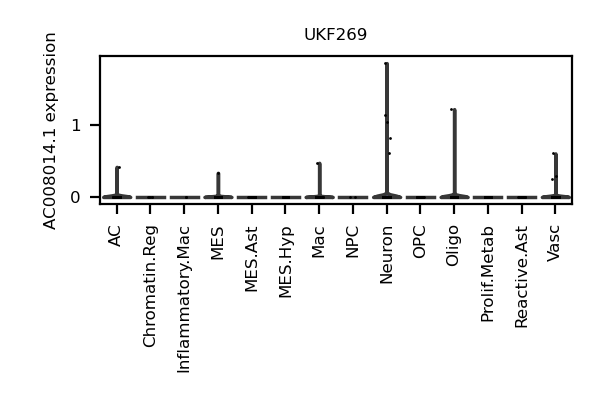 UKF269
AC008014.1 expression
1
0
AC
Chromatin.Reg
Inflammatory.Mac
MES
MES.Ast
MES.Hyp
Mac
NPC
Neuron
OPC
Oligo
Prolif.Metab
Reactive.Ast
Vasc